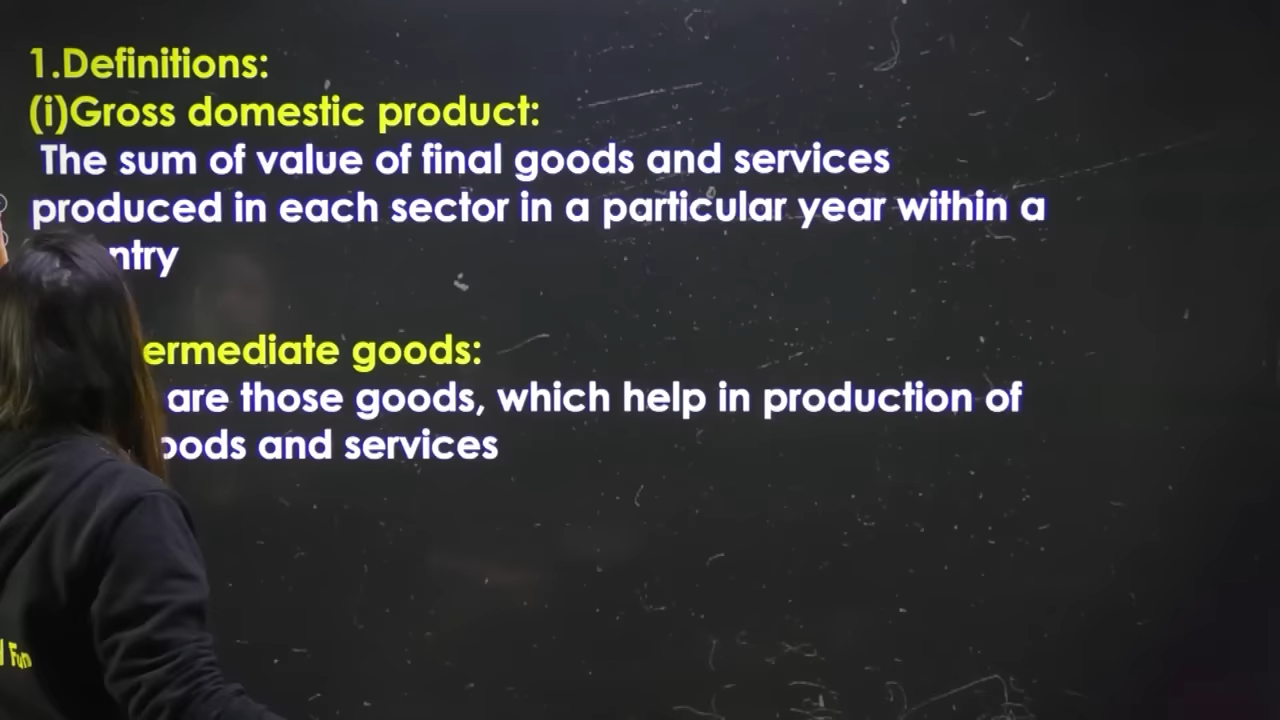 1.Definitions:
(i)Gross domestic product:
The sum of value of final goods and services
produced in each sector in a particular year within a
ntry
ermediate goods:
are those goods, which help in production of
oods and services
Fun